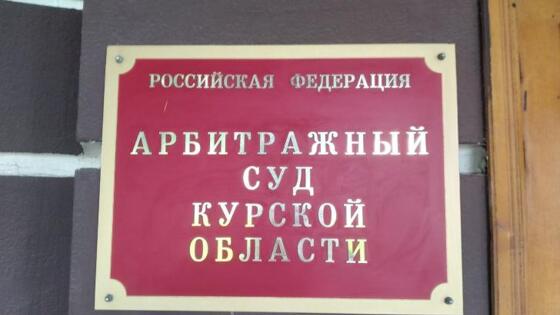 РОССИЙСКАЯ ФЕДЕРАЦИЯ
АРБИТРАЖНЫЙ
СУД
КУРСКОЙ
ОБЛАСТИ